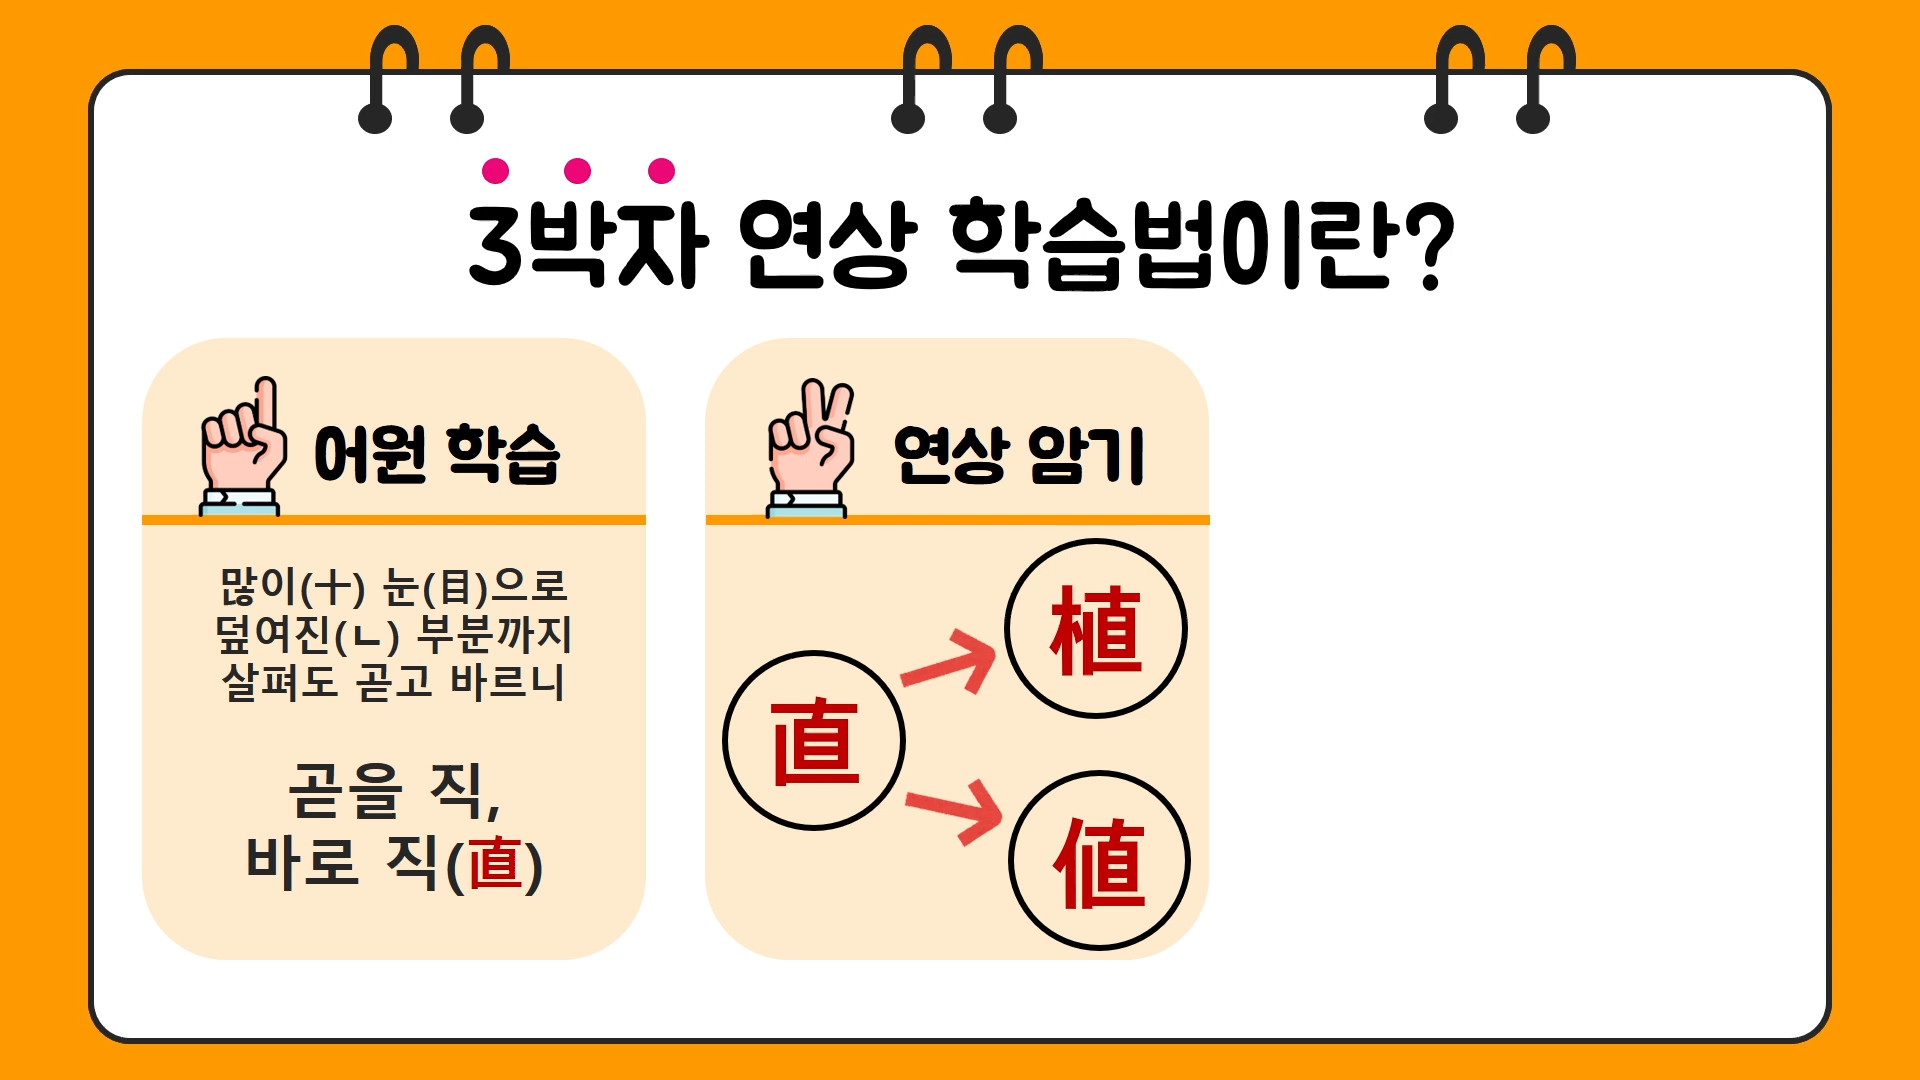 3박자 연상 학습법이란?
어원 학습
많이(十) 눈(目)으로
덮여진(ㄴ) 부분까지
살펴도 곧고 바르니
곧을 직,
바로 직(直)
연상 암기
直
植
値